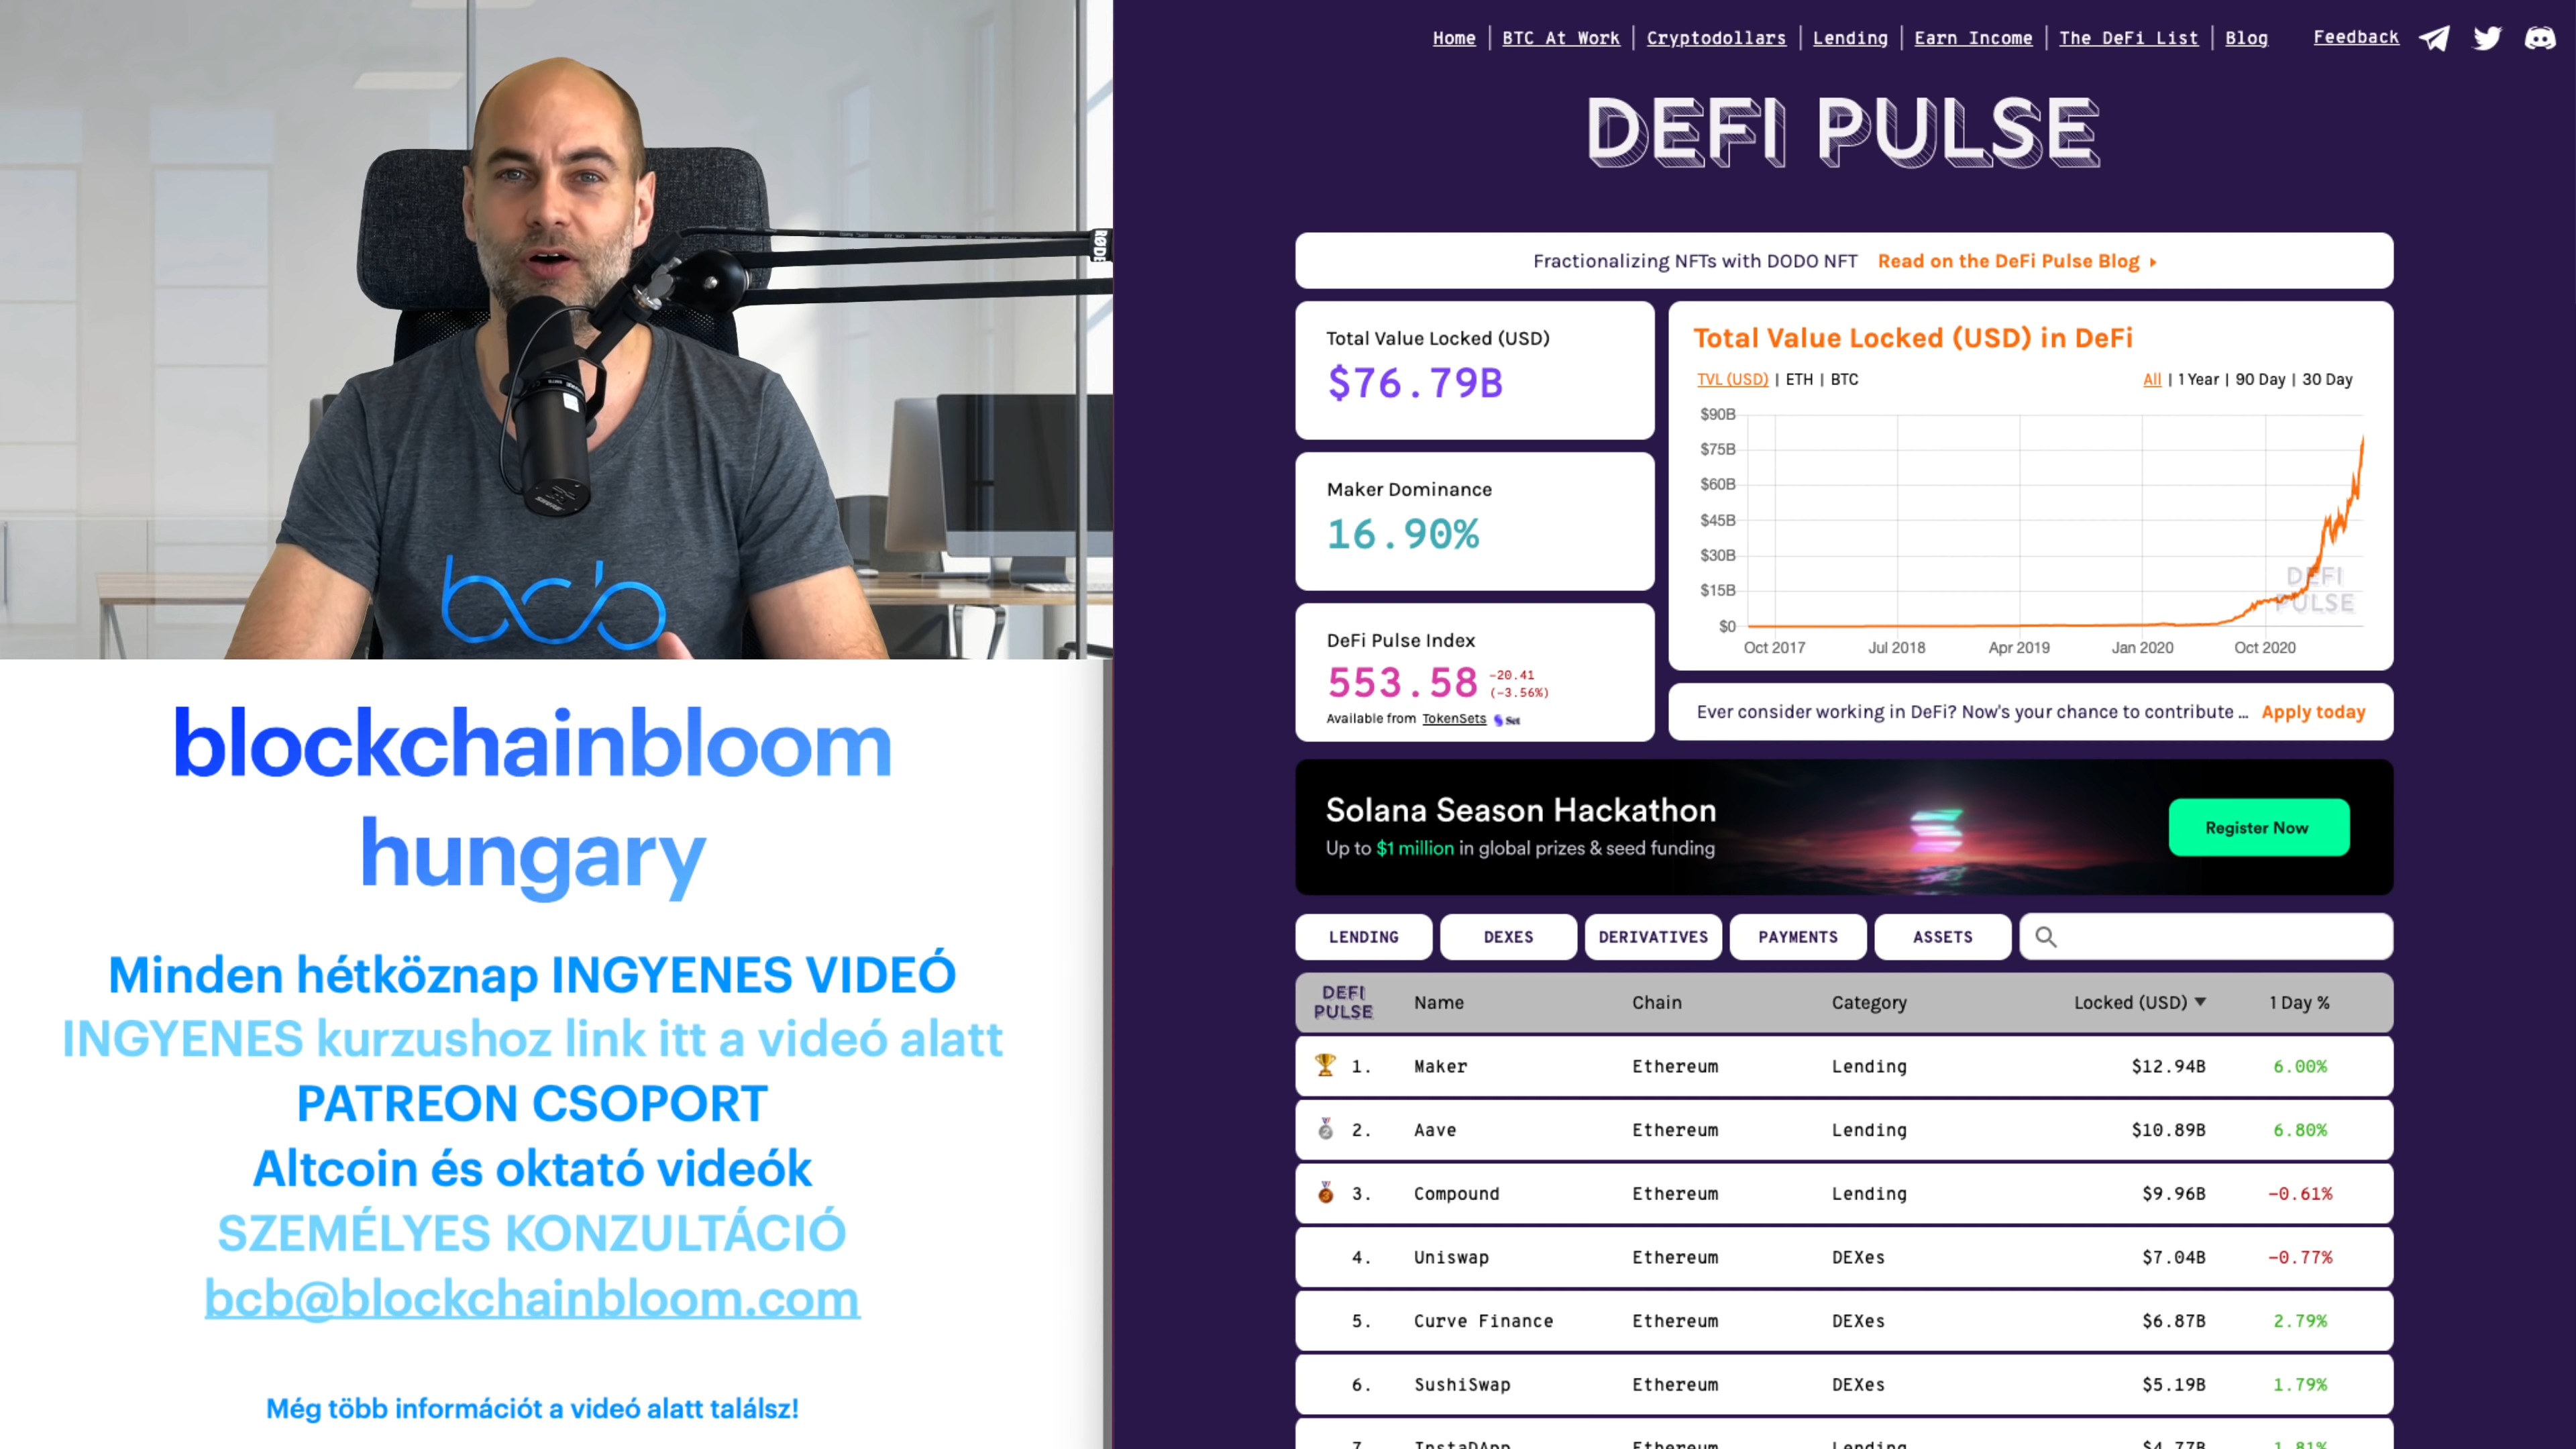 RØDE
bcb
blockchainbloom
hungary
Minden hétköznap INGYENES VIDEÓ
INGYENES kurzushoz link itt a videó alatt
PATREON CSOPORT
Altcoin és oktató videók
SZEMÉLYES KONZULTÁCIÓ
bcb@blockchainbloom.com
Még több információt a videó alatt találsz!
Home | BTC At Work | Cryptodollars | Lending | Earn Income | The DeFi List | Blog Feedback
DEFI PULSE
Fractionalizing NFTs with DODO NFT Read on the DeFi Pulse Blog
Total Value Locked (USD)
$76.79B
Maker Dominance
16.90%
DeFi Pulse Index
553.58 -20.41
(-3.56%)
Available from TokenSets Set
Total Value Locked (USD) in DeFi
TVL (USD) | ETH | BTC All | 1 Year | 90 Day | 30 Day
$90B
$75B
$60B
$45B
$30B
$15B
$0
DEFI
PULSE
Oct 2017 Jul 2018 Apr 2019 Jan 2020 Oct 2020
Ever consider working in DeFi? Now's your chance to contribute ... Apply today
Solana Season Hackathon
Up to $1 million in global prizes & seed funding
Register Now
LENDING DEXES DERIVATIVES PAYMENTS ASSETS
DEFI PULSE Name Chain Category Locked (USD) ▼ 1 Day %
1. Maker Ethereum Lending $12.94B 6.00%
2. Aave Ethereum Lending $10.89B 6.80%
3. Compound Ethereum Lending $9.96B -0.61%
4. Uniswap Ethereum DEXes $7.04B -0.77%
5. Curve Finance Ethereum DEXes $6.87B 2.79%
6. SushiSwap Ethereum DEXes $5.19B 1.79%
7. InstaDApp Ethereum Lending $4.77B 1.81%